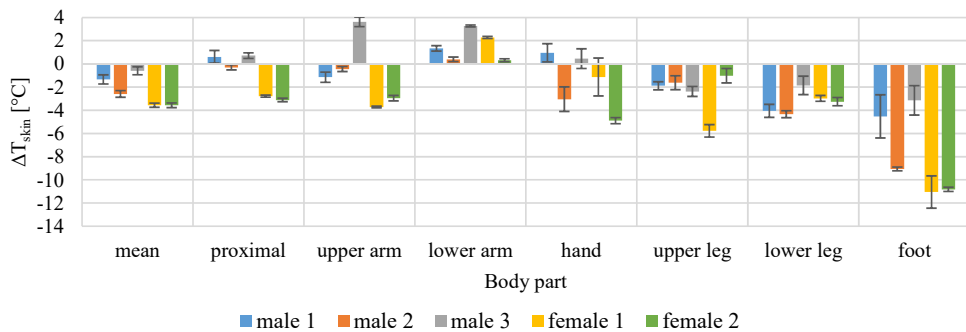 4
2
0
-2
-4
-6
-8
-10
-12
-14
ΔTskin [°C]
mean proximal upper arm lower arm hand upper leg lower leg foot
Body part
male 1 male 2 male 3 female 1 female 2